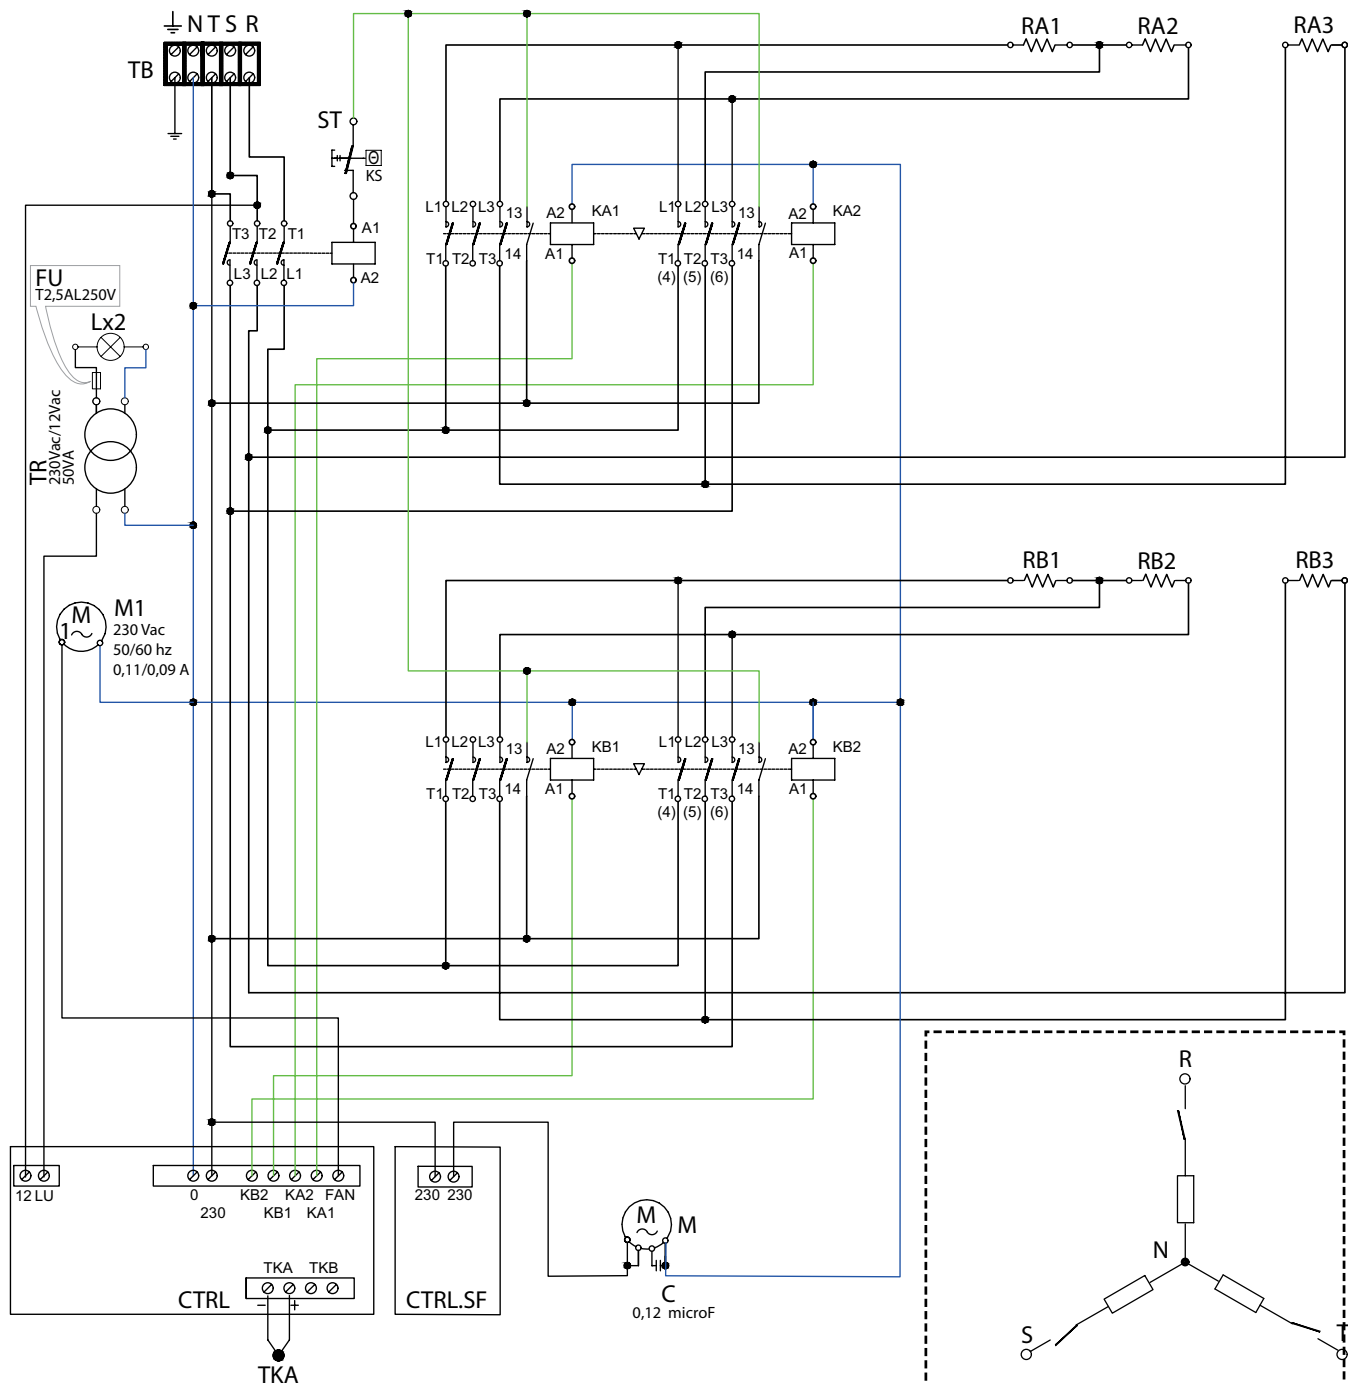 N T S R
TB
ST
KS
RA1
RA2
RA3
L1 L2 L3 13
A2
KA1
L1 L2 L3 13
A2
KA2
T1 T2 T3 14
A1
T1 T2 T3 14
A1
(4) (5) (6)
A1
T3 T2 T1
L3 L2 L1
A2
FU
T2,5AL250V
Lx2
TR
230Vac/12Vac
50VA
RB1
RB2
RB3
M
1
M1
230 Vac
50/60 hz
0,11/0,09 A
L1 L2 L3 13
A2
KB1
L1 L2 L3 13
A2
KB2
T1 T2 T3 14
A1
T1 T2 T3 14
A1
(4) (5) (6)
12 LU
0
KB2
KA2
FAN
230
KB1
KA1
TKA
TKB
CTRL
- +
TKA
230 230
CTRL.SF
M
M
C
0,12 microF
R
N
S
T